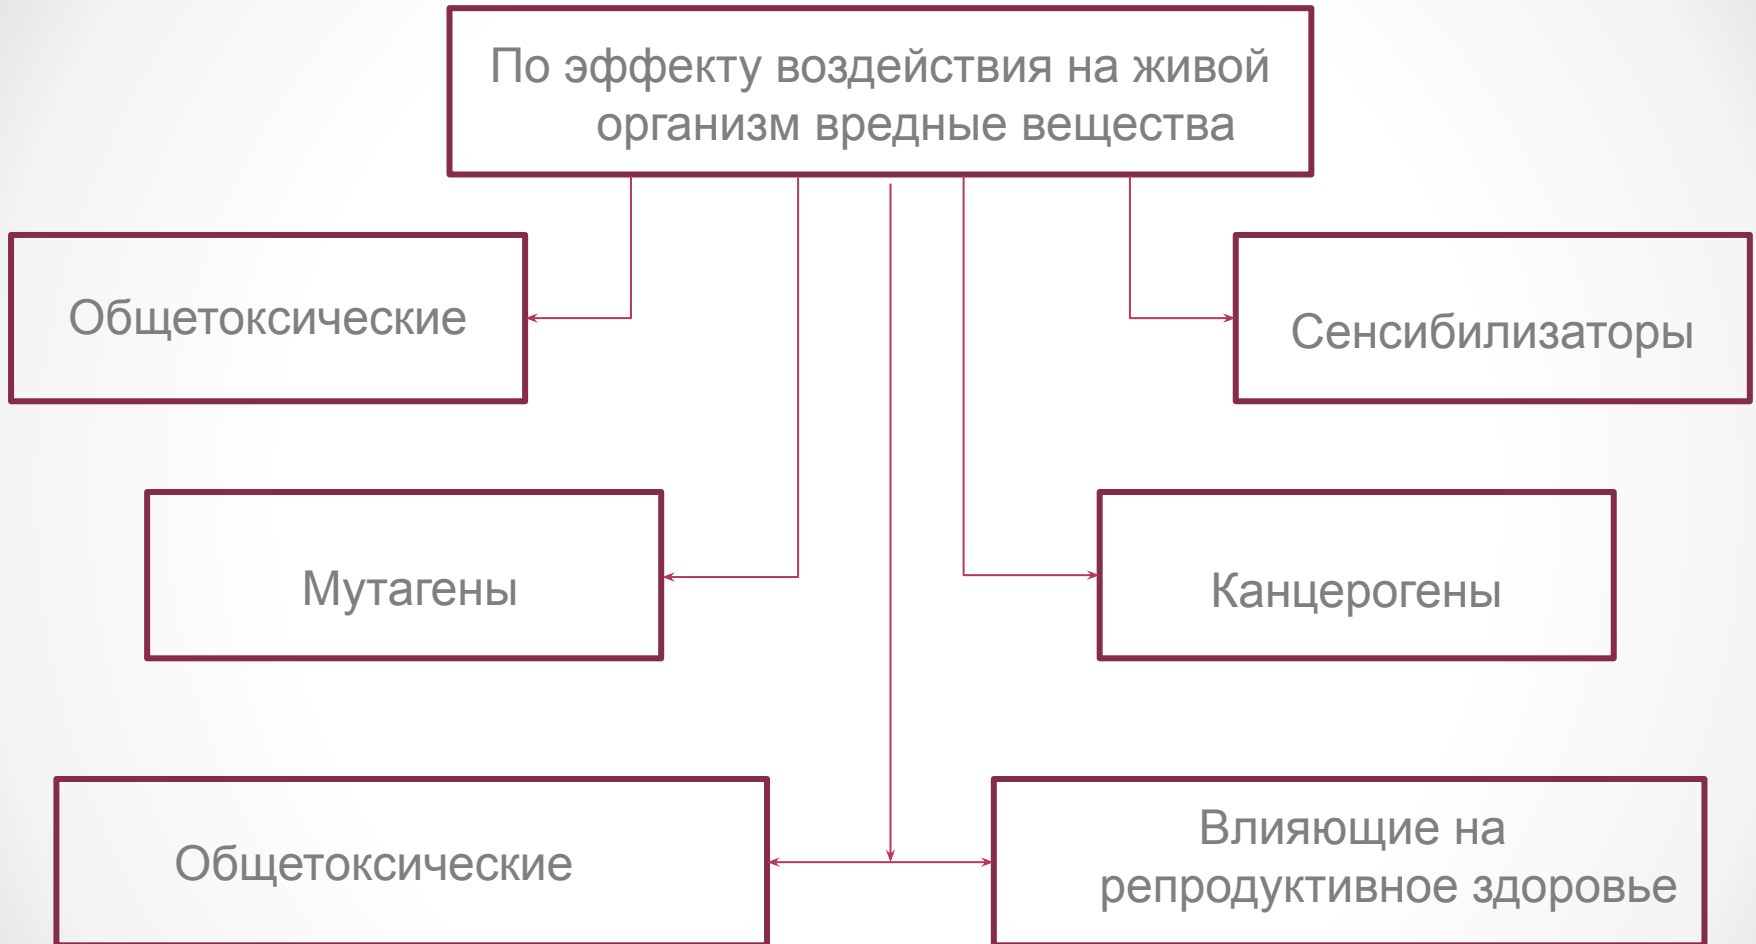 По эффекту воздействия на живой
организм вредные вещества
Общетоксические
Сенсибилизаторы
Мутагены
Канцерогены
Общетоксические
Влияющие на
репродуктивное здоровье